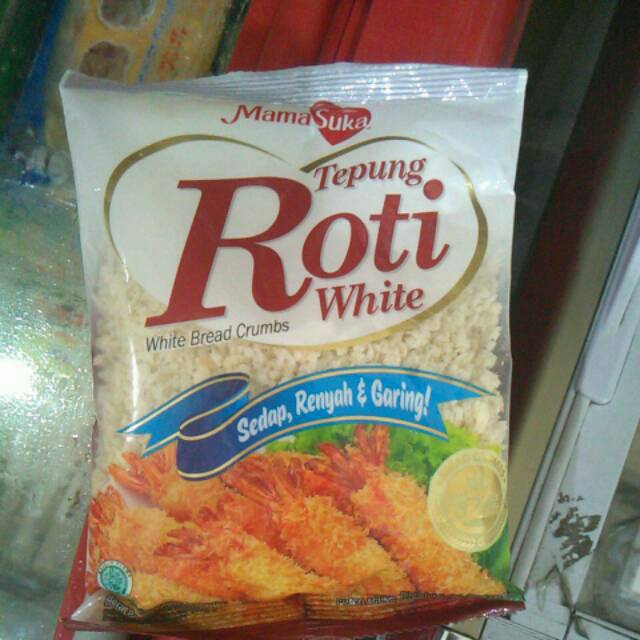 MamaSuka
Tepung
Roti
White
White Bread Crumbs
Sedap, Renyah & Garing!